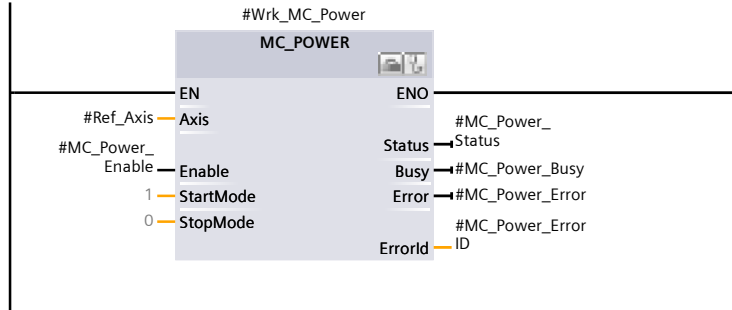 #Wrk_MC_Power
MC_POWER
EN
ENO
#Ref_Axis
Axis
#MC_Power_
Status
Status
#MC_Power_
Enable
Enable
Busy
#MC_Power_Busy
1
StartMode
Error
#MC_Power_Error
0
StopMode
#MC_Power_Error
ID
ErrorId